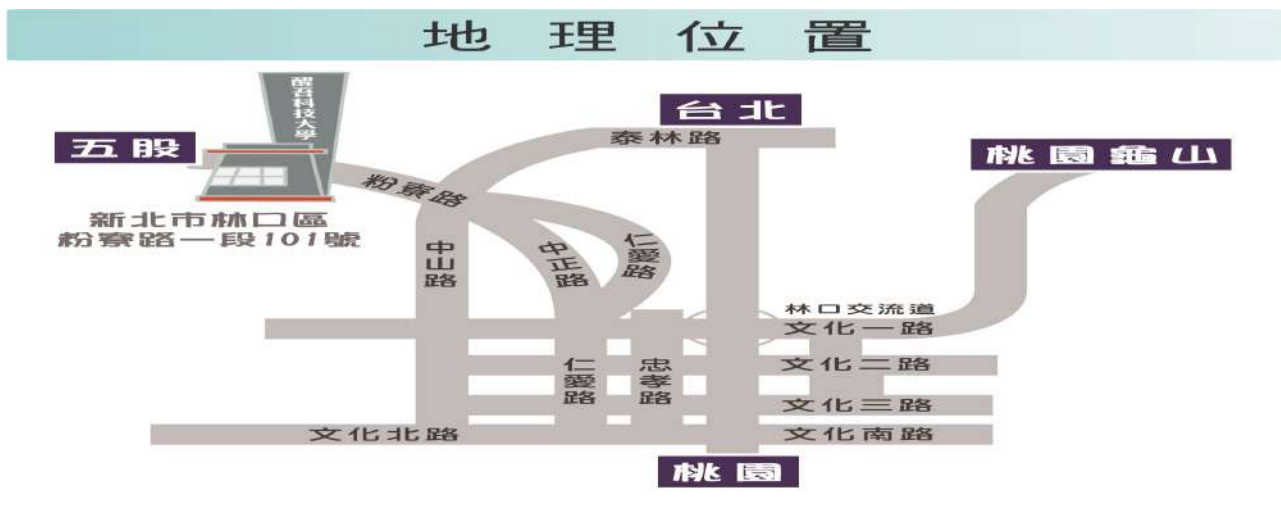 地理位置
醒吾科技大學
台北
五股
泰林路
桃園龜山
粉寮路
新北市林口區
粉寮路一段101號
中山路
中正路
仁愛路
林口交流道
文化一路
仁愛路
忠孝路
文化二路
文化三路
文化北路
文化南路
桃園